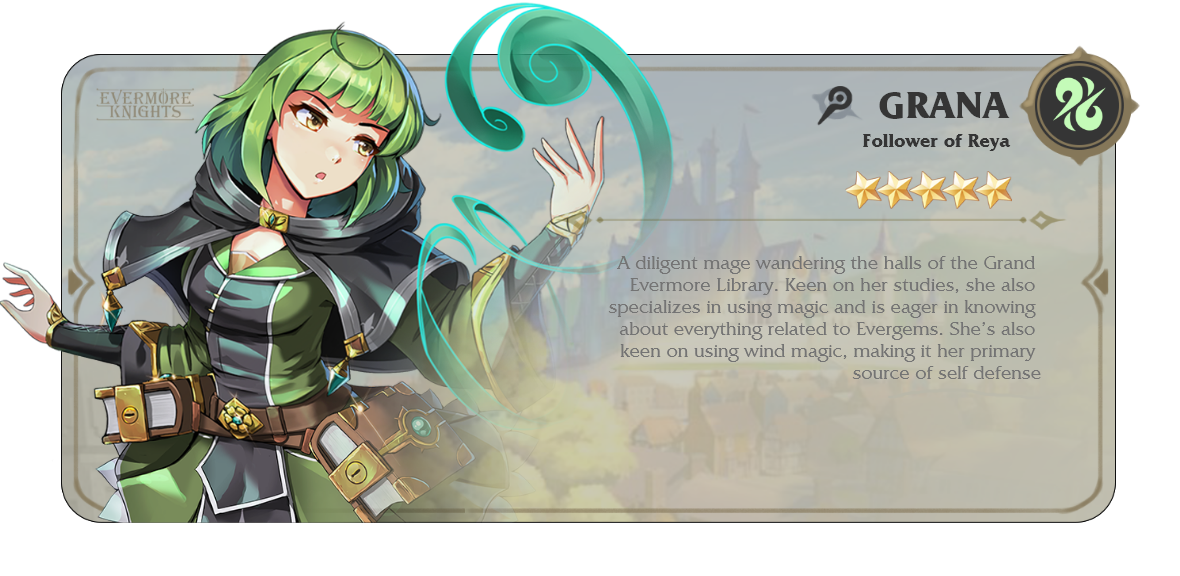 EVERMORE
KNIGHTS
GRANA
Follower of Reya
A diligent mage wandering the halls of the Grand
Evermore Library. Keen on her studies, she also
specializes in using magic and is eager in knowing
about everything related to Evergems. She's also
keen on using wind magic, making it her primary
source of self defense